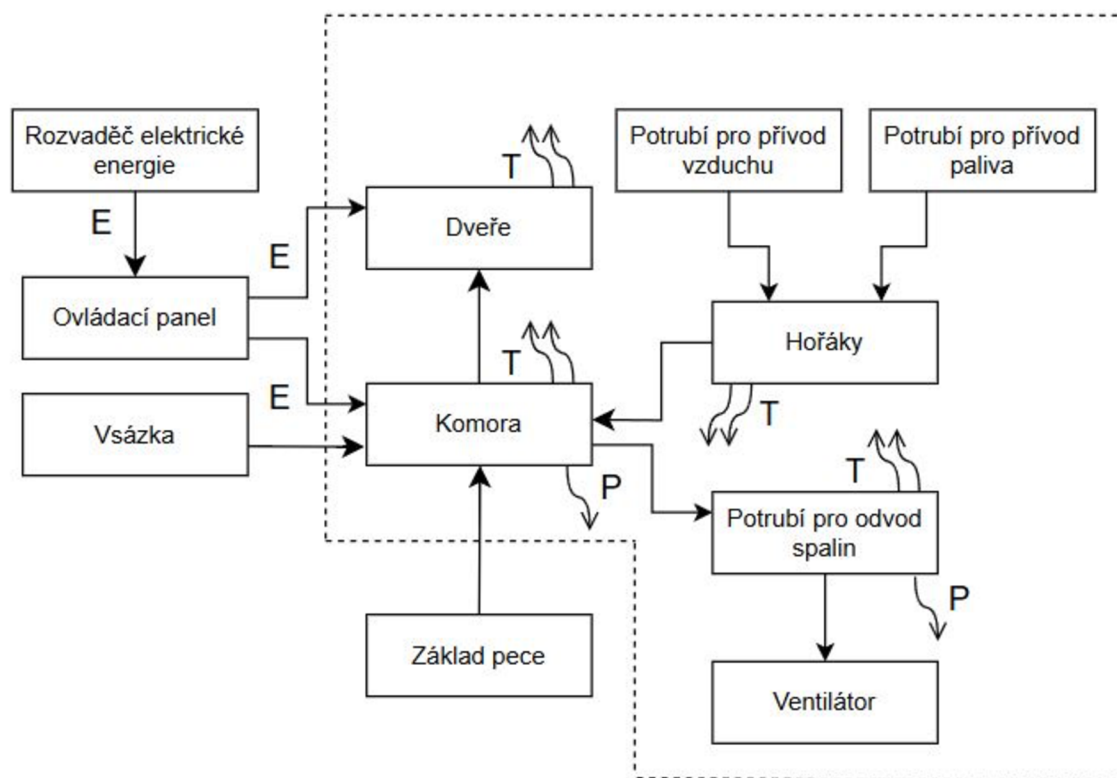 Rozvaděč elektrické
energie
E
Ovládací panel
E
E
Vsázka
T
Dveře
T
Komora
P
Základ pece
Potrubí pro přívod
vzduchu
Potrubí pro přívod
paliva
Hořáky
T
T
Potrubí pro odvod
spalin
P
Ventilátor